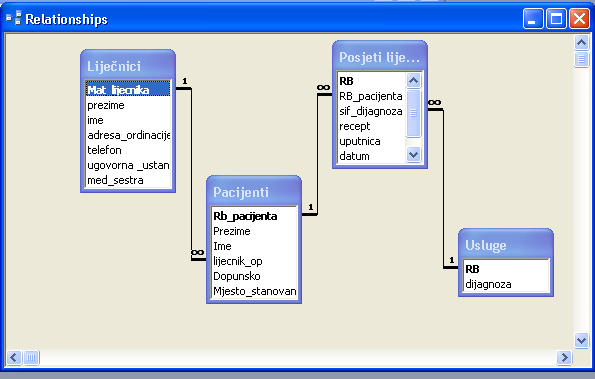 Relationships
Liječnici
Mat_lijecnika
prezime
ime
adresa_ordinacije
telefon
ugovorna _ustan
med_sestra
1
∞
Pacijenti
Rb_pacijenta
Prezime
Ime
lijecnik_op
Dopunsko
Mjesto_stanovan
1
∞
Posjeti lije...
RB
RB_pacijenta
sif_dijagnoza
recept
uputnica
datum
∞
1
Usluge
RB
dijagnoza